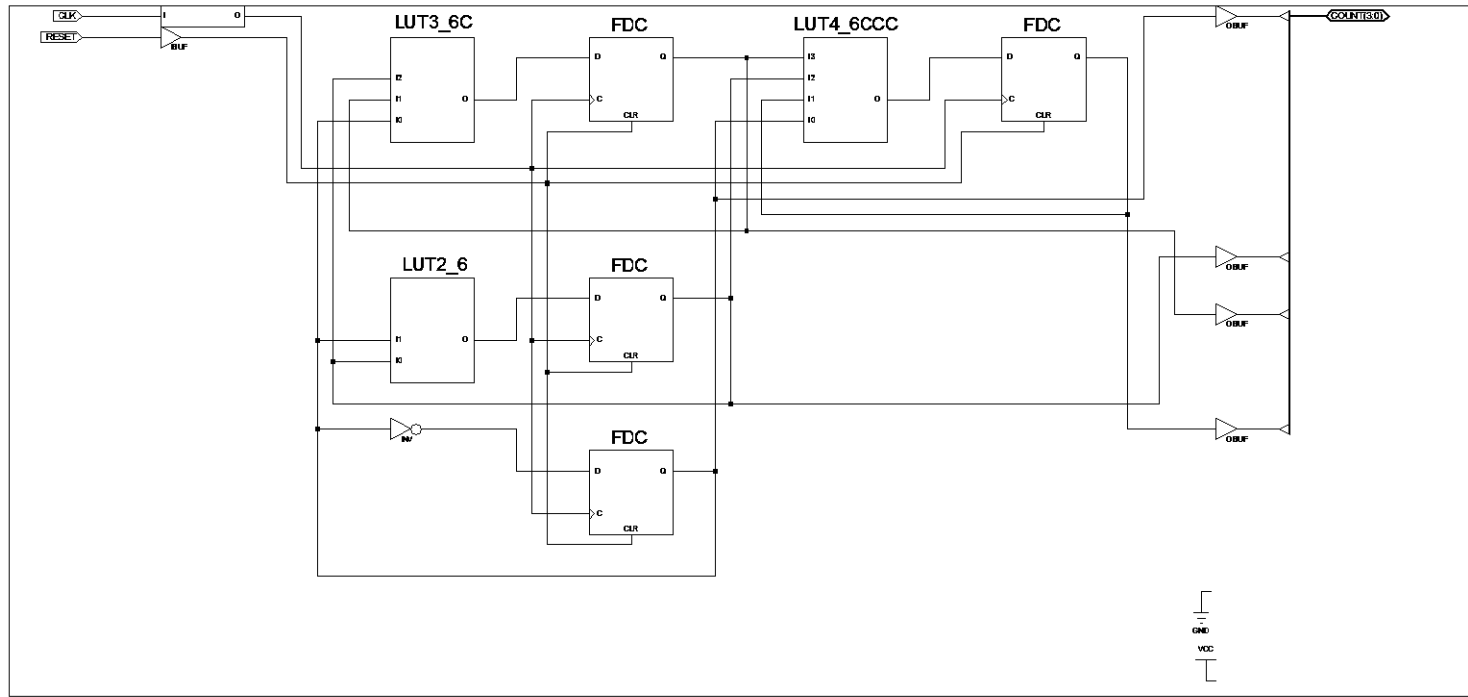 CLK
I O
RESET
IBUF
LUT3_6C
I2
I1
I0
O
FDC
D Q
C
CLR
LUT4_6CCC
I3
I2
I1
I0
O
FDC
D Q
C
CLR
OBUF
COUNT(3:0)
LUT2_6
I1
I0
O
FDC
D Q
C
CLR
OBUF
OBUF
INV
FDC
D Q
C
CLR
OBUF
GND
VCC